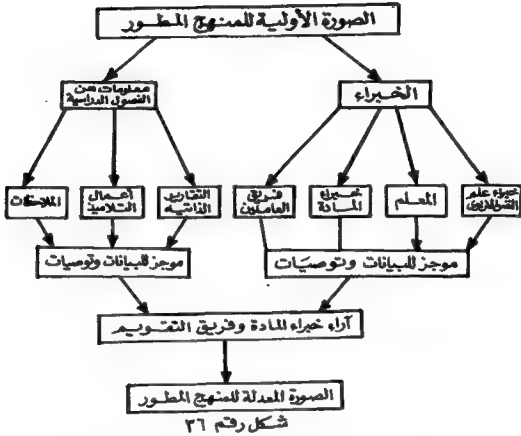 الصورة الأولية للمنهج المطور
الخبراء
معلومات عن
الفصول الدراسية
خبراء علم
النفس التربوى
المعلم
خبراء
المادة
فريق
العاملين
التقارير
الذاتية
أعمال
التلاميذ
الملاحظات
موجز للبيانات وتوصيات
موجز للبيانات وتوصيات
آراء خبراء المادة وفريق التقويم
الصورة المعدلة للمنهج المطور
شكل رقم ٣٦